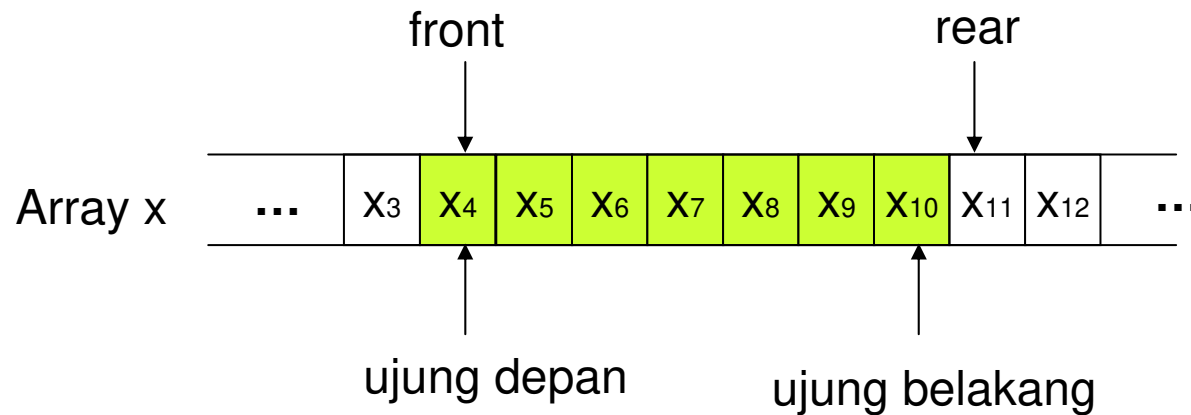 front rear
Array x ... x3 x4 x5 x6 x7 x8 x9 x10 x11 x12 ...
ujung depan ujung belakang